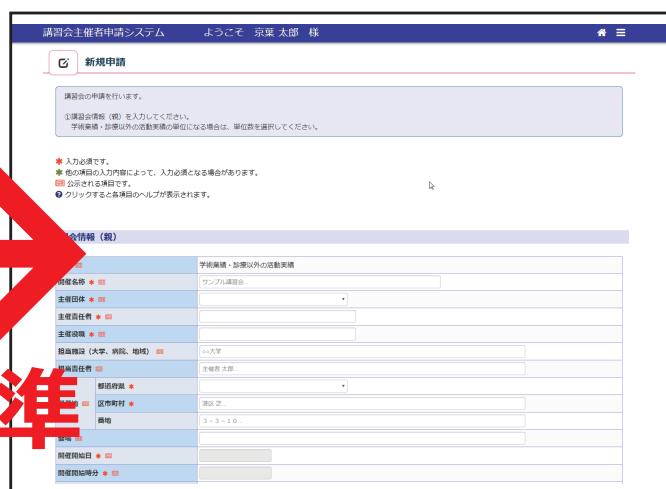 講習会主催者申請システム ようこそ 京葉 太郎 様
新規申請
講習会の申請を行います。
①講習会情報（親）を入力してください。
学術業績・診療以外の活動実績の単位になる場合は、単位数を選択してください。
✱ 入力必須です。
✱ 他の項目の入力内容によって、入力必須となる場合があります。
公示される項目です。
クリックすると各項目のヘルプが表示されます。
会情報（親）
学術業績・診療以外の活動実績
開催名称 ✱ サンプル講習会...
主催団体 ✱
主催責任者 ✱
主催役職 ✱
担当施設（大学、病院、地域） ○○大学
担当責任者 主催者 太郎...
都道府県 ✱
区市町村 ✱ 港区 芝...
番地 ３－３－１０...
準
開催開始日 ✱
開催開始時分 ✱